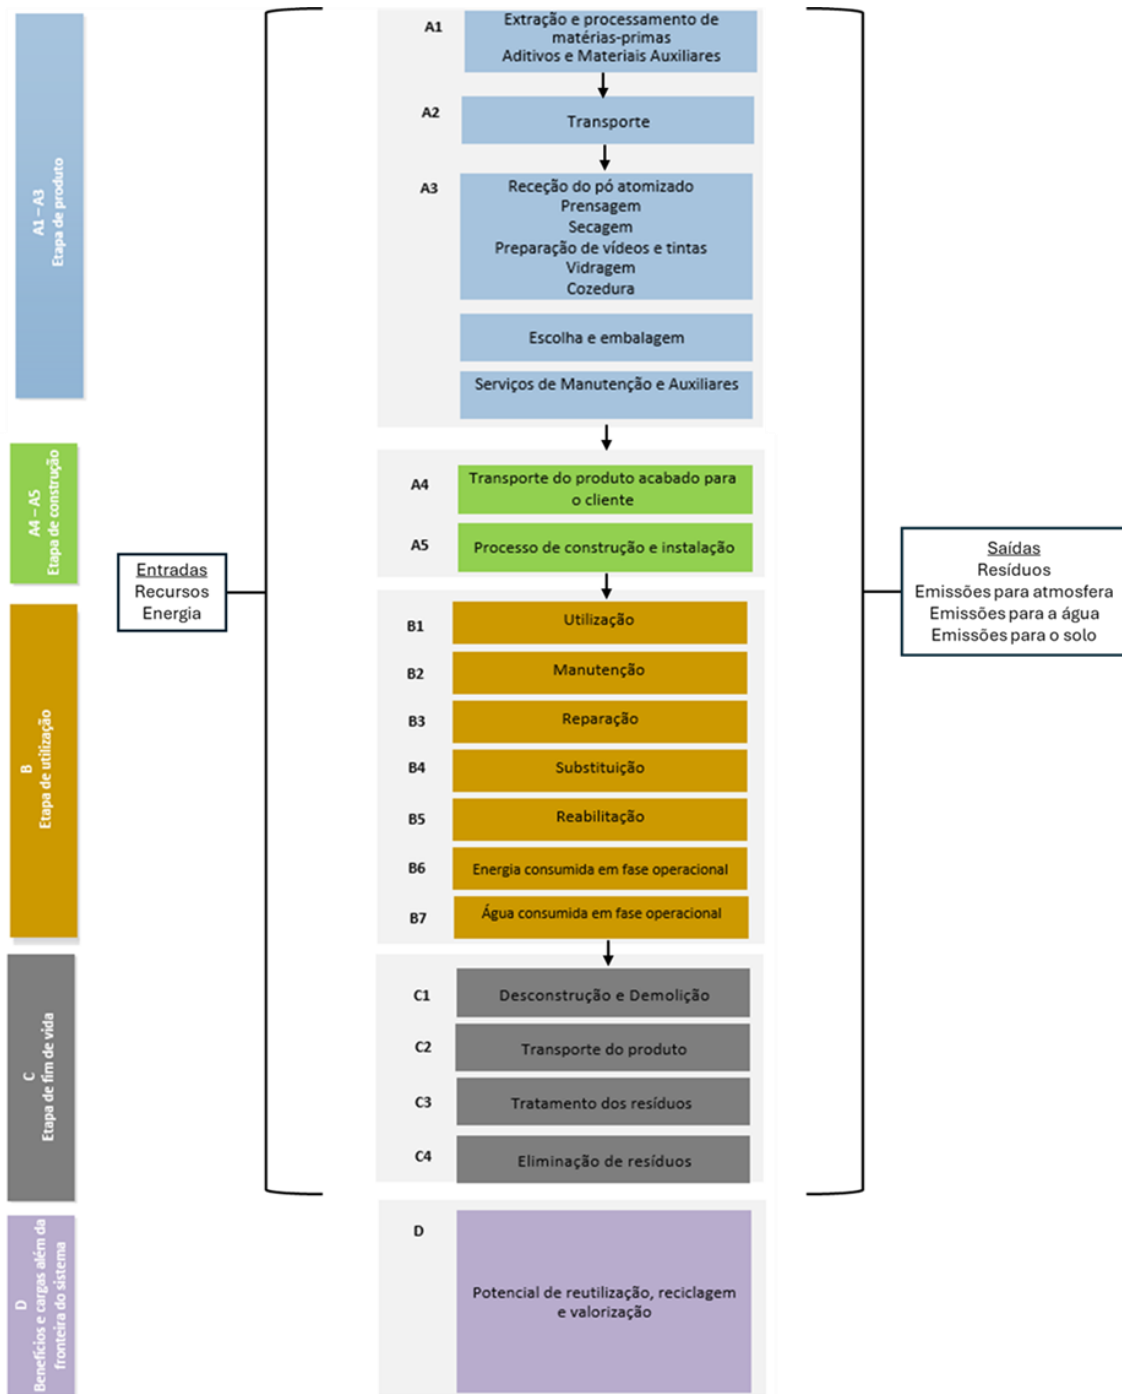 A1
Extração e processamento de
matérias-primas
Aditivos e Materiais Auxiliares
A2
Transporte
A1 – A3
Etapa de produto
A3
Receção do pó atomizado
Prensagem
Secagem
Preparação de vídeos e tintas
Vidragem
Cozedura
Escolha e embalagem
Serviços de Manutenção e Auxiliares
A4 – A5
Etapa de construção
A4
Transporte do produto acabado para
o cliente
A5
Processo de construção e instalação
Entradas
Recursos
Energia
Saídas
Resíduos
Emissões para atmosfera
Emissões para a água
Emissões para o solo
B
Etapa de utilização
B1
Utilização
B2
Manutenção
B3
Reparação
B4
Substituição
B5
Reabilitação
B6
Energia consumida em fase operacional
B7
Água consumida em fase operacional
C
Etapa de fim de vida
C1
Desconstrução e Demolição
C2
Transporte do produto
C3
Tratamento dos resíduos
C4
Eliminação de resíduos
D
Benefícios e cargas além da
fronteira do sistema
D
Potencial de reutilização, reciclagem
e valorização